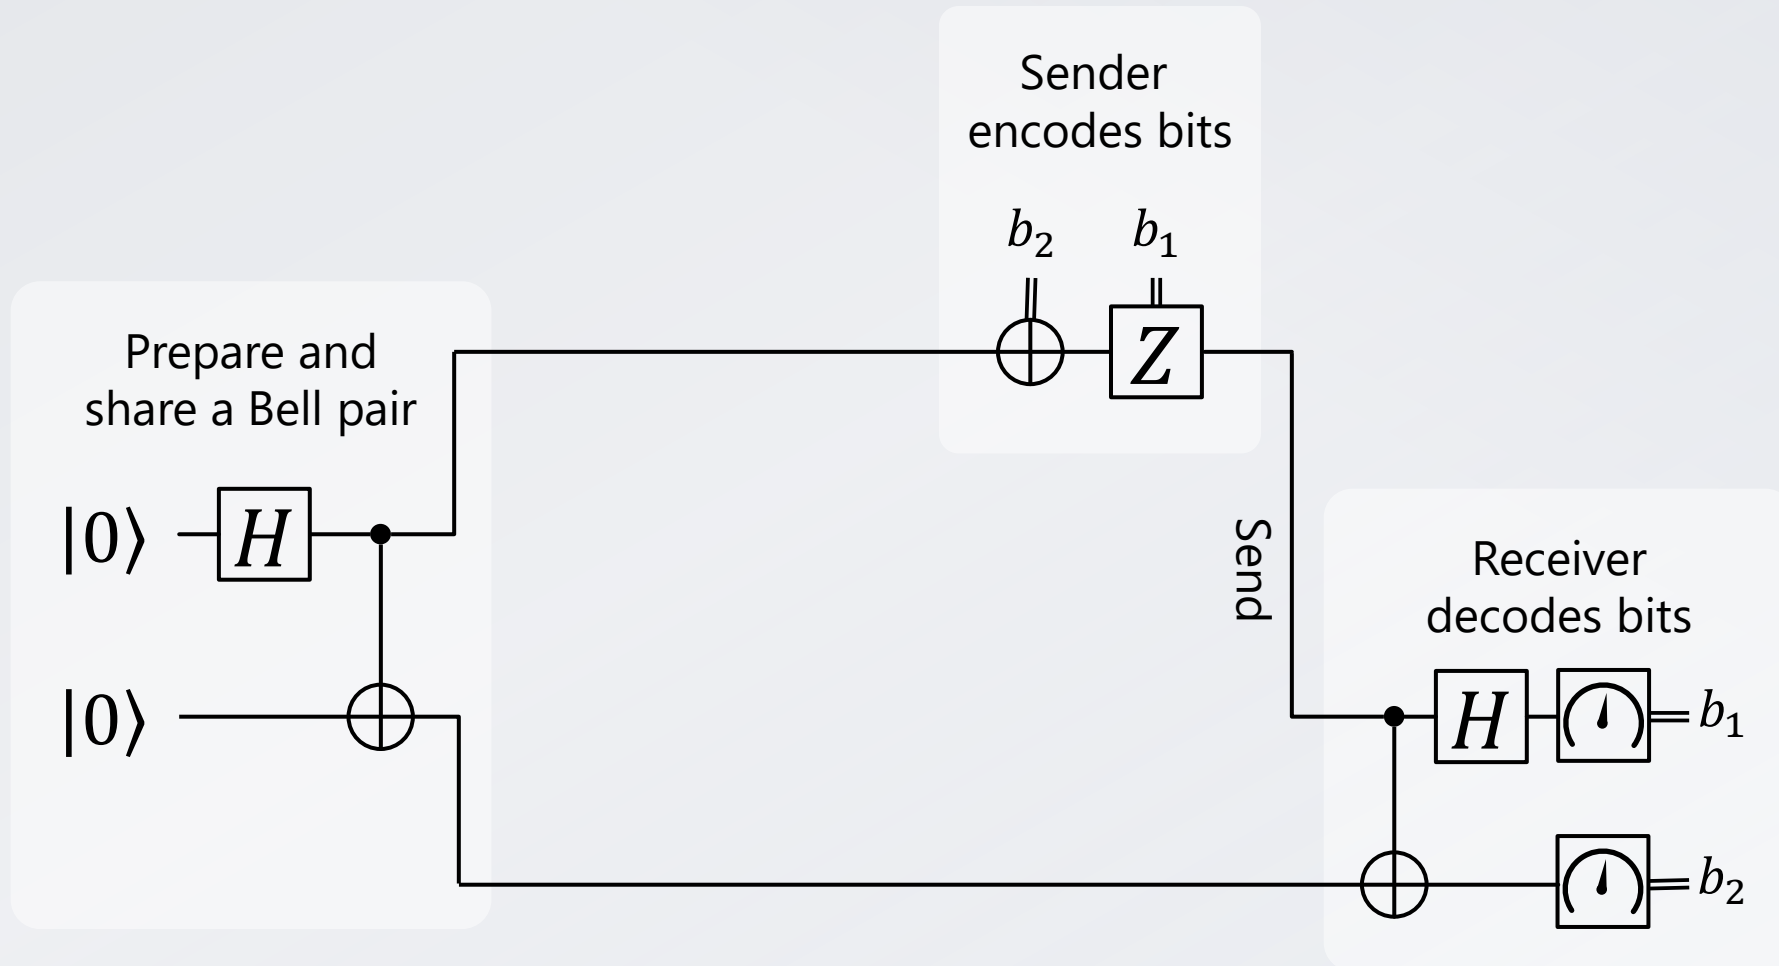 Sender
encodes bits
b₂ b₁
Z
Prepare and
share a Bell pair
|0⟩ H
|0⟩
Send
Receiver
decodes bits
H b₁
b₂